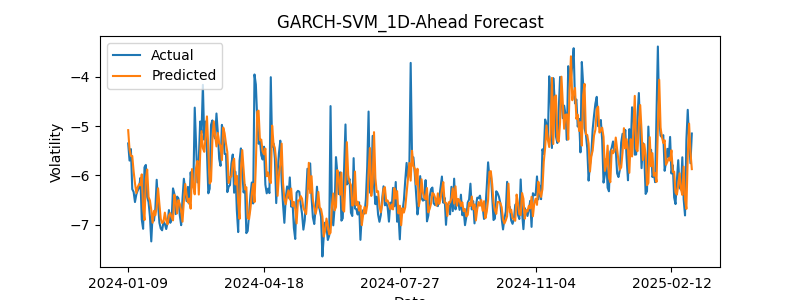 GARCH-SVM_1D-Ahead Forecast
Actual
Predicted
Volatility
−4
−5
−6
−7
2024-01-09
2024-04-18
2024-07-27
2024-11-04
2025-02-12